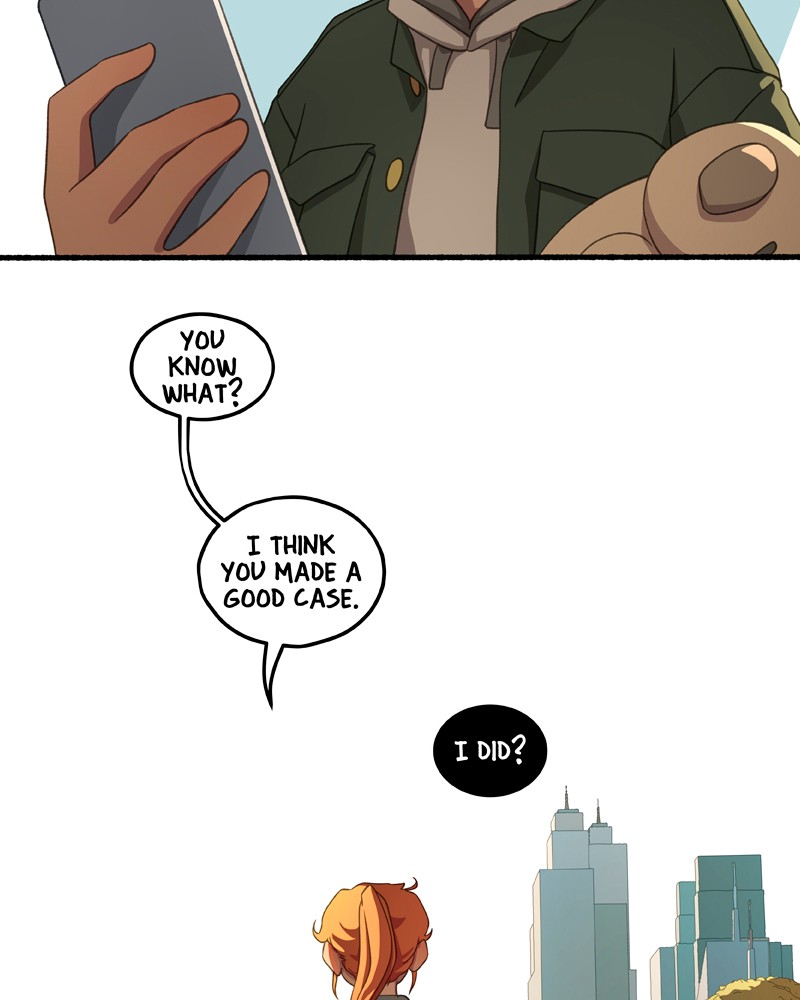 YOU
KNOW
WHAT?
I THINK
YOU MADE A
GOOD CASE.
I DID?